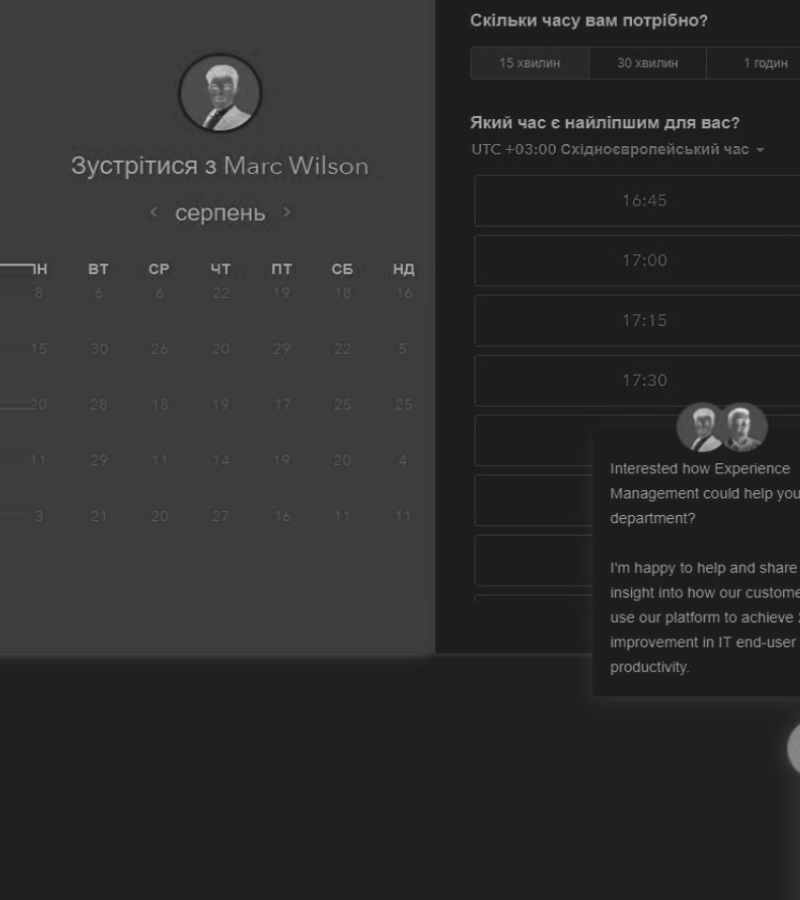 Зустрітися з Marc Wilson
серпень
ІН ВТ СР ЧТ ПТ СБ НД
8 6 6 22 19 18 16
15 30 26 20 29 22 5
20 28 18 19 17 25 25
11 29 11 14 19 20 4
3 21 20 27 16 11 11
Скільки часу вам потрібно?
15 хвилин 30 хвилин 1 годин
Який час є найліпшим для вас?
UTC +03:00 Східноєвропейський час
16:45
17:00
17:15
17:30
Interested how Experience
Management could help you
department?
I'm happy to help and share
insight into how our custome
use our platform to achieve
improvement in IT end-user
productivity.